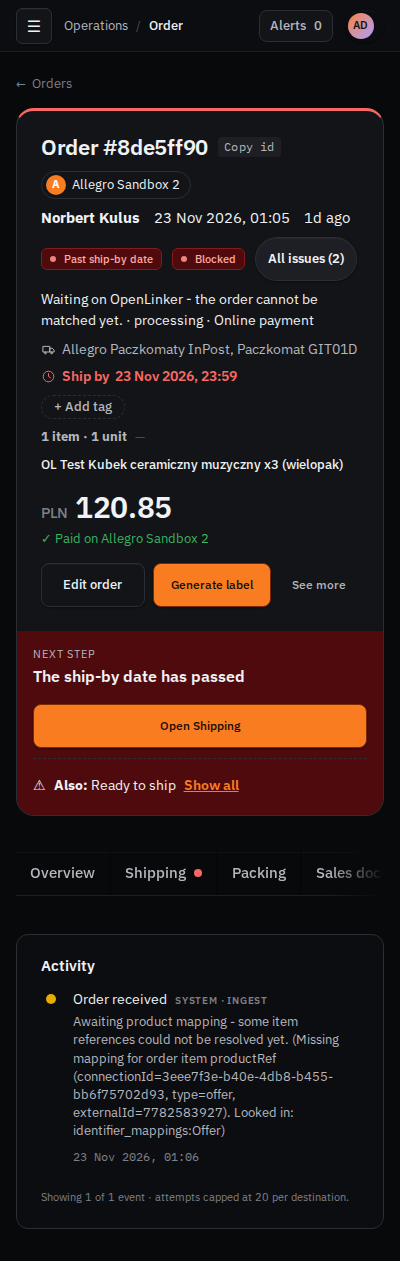 ☰ Operations / Order Alerts 0 AD
← Orders
Order #8de5ff90 Copy id
A Allegro Sandbox 2
Norbert Kulus 23 Nov 2026, 01:05 1d ago
Past ship-by date Blocked All issues (2)
Waiting on OpenLinker - the order cannot be
matched yet. · processing · Online payment
Allegro Paczkomaty InPost, Paczkomat GIT01D
Ship by 23 Nov 2026, 23:59
+ Add tag
1 item · 1 unit —
OL Test Kubek ceramiczny muzyczny x3 (wielopak)
PLN 120.85
✓ Paid on Allegro Sandbox 2
Edit order Generate label See more
NEXT STEP
The ship-by date has passed
Open Shipping
⚠ Also: Ready to ship Show all
Overview Shipping Packing Sales doc
Activity
Order received SYSTEM · INGEST
Awaiting product mapping - some item
references could not be resolved yet. (Missing
mapping for order item productRef
(connectionId=3eee7f3e-b40e-4db8-b455-
bb6f75702d93, type=offer,
externalId=7782583927). Looked in:
identifier_mappings:Offer)
23 Nov 2026, 01:06
Showing 1 of 1 event · attempts capped at 20 per destination.